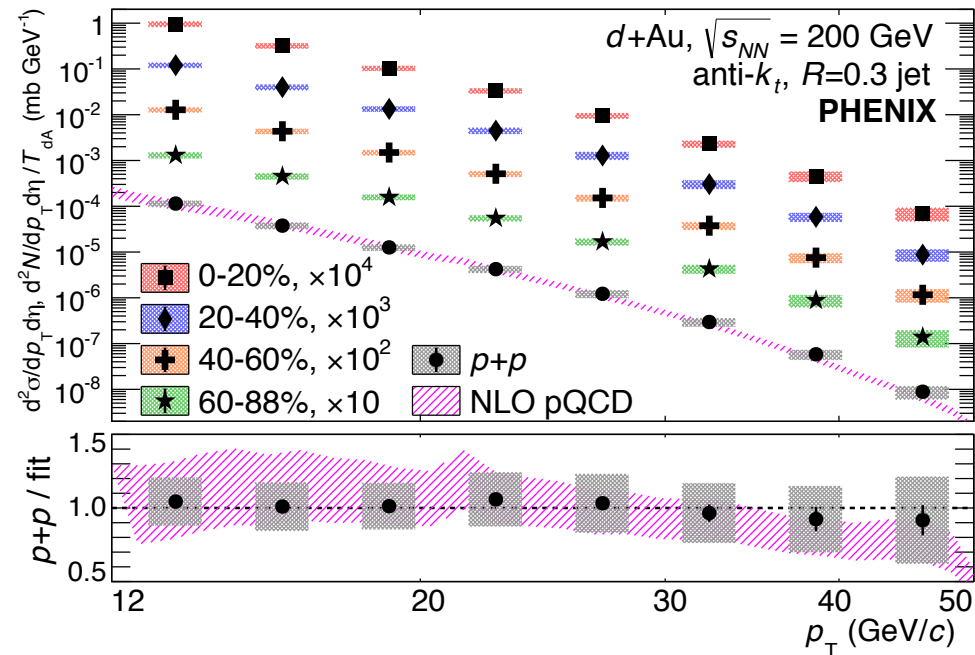 d+Au, √s_NN = 200 GeV
anti-k_t, R=0.3 jet
PHENIX
d²σ/dp_T dη, d²N/dp_T dη / T_dA (mb GeV⁻¹)
1
10⁻¹
10⁻²
10⁻³
10⁻⁴
10⁻⁵
10⁻⁶
10⁻⁷
10⁻⁸
0-20%, ×10⁴
20-40%, ×10³
40-60%, ×10²
60-88%, ×10
p+p
NLO pQCD
p+p / fit
1.5
1.0
0.5
12 20 30 40 50
p_T (GeV/c)